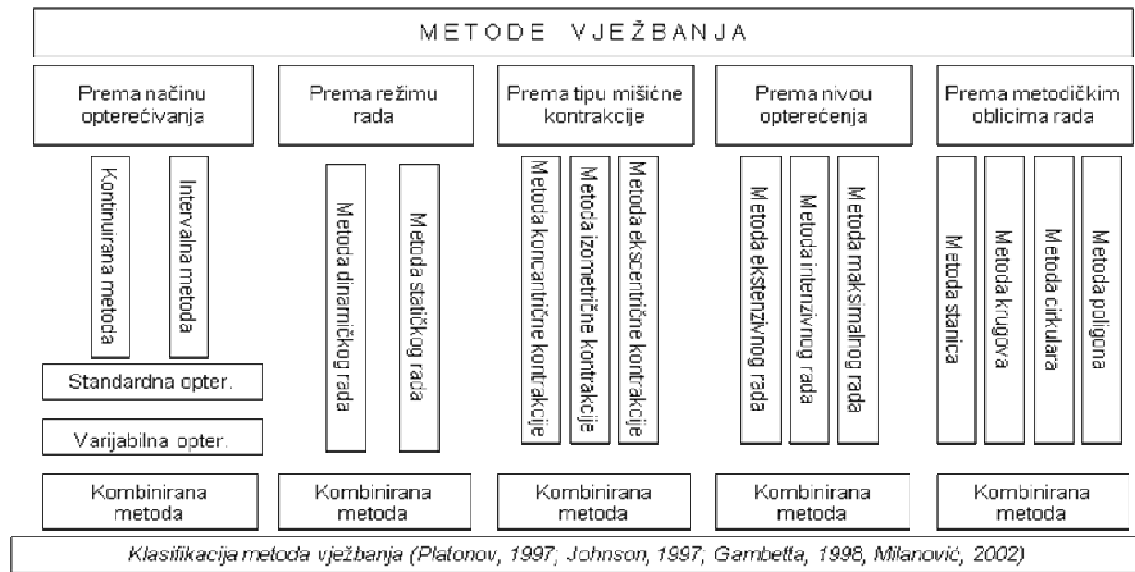 METODE VJEŽBANJA
Prema načinu
opterećivanja
Prema režimu
rada
Prema tipu mišićne
kontrakcije
Prema nivou
opterećenja
Prema metodičkim
oblicima rada
Kontinuirana metoda
Intervalna metoda
Standardna opter.
Varijabilna opter.
Metoda dinamičkog rada
Metoda statičkog rada
Metoda koncantrične kontrakcije
Metoda izometrične kontrakcije
Metoda ekscentrične kontrakcije
Metoda ekstenzivnog rada
Metoda intenzivnog rada
Metoda maksimalnog rada
Metoda stanica
Metoda krugova
Metoda cirkulara
Metoda poligona
Kombinirana
metoda
Kombinirana
metoda
Kombinirana
metoda
Kombinirana
metoda
Kombinirana
metoda
Klasifikacija metoda vježbanja (Platonov, 1997; Johnson, 1997; Gambetta, 1998, Milanović, 2002)